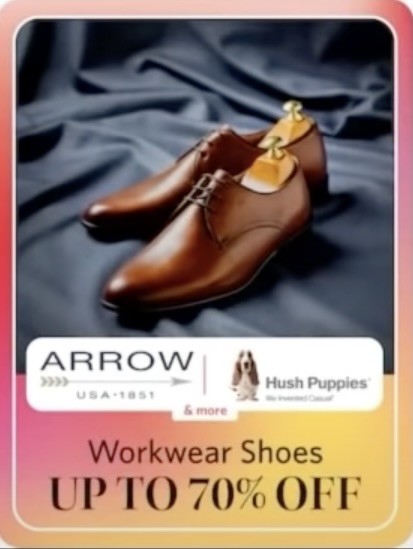 ARROW
USA•1851
Hush Puppies®
We Invented Casual®
& more
Workwear Shoes
UP TO 70% OFF